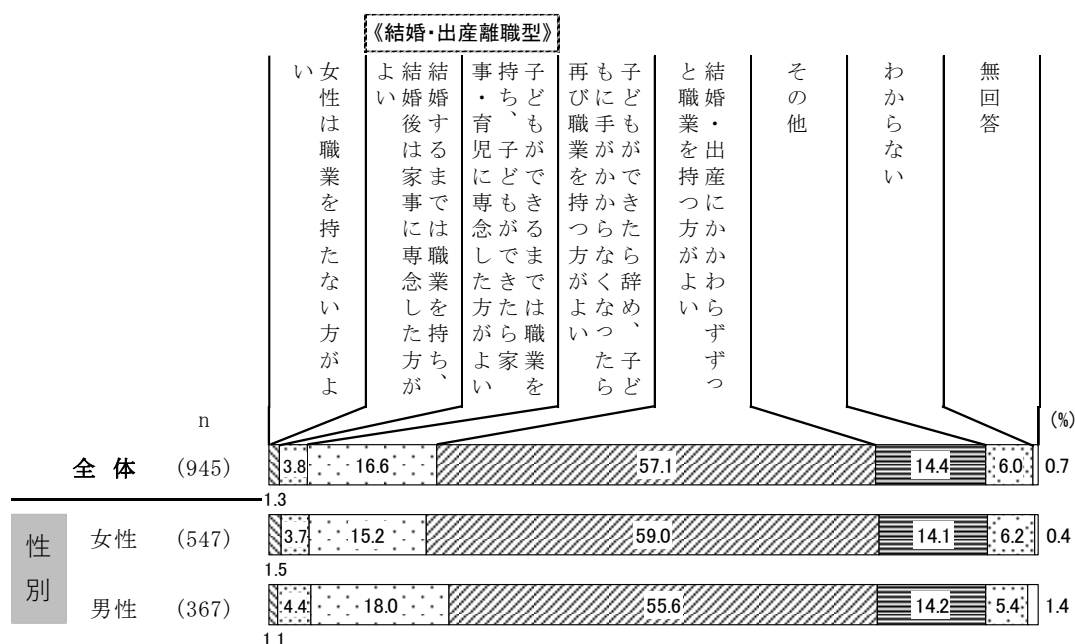 《結婚・出産離職型》
女性は職業を持たない方がよ
い
結婚するまでは職業を持ち、
結婚後は家事に専念した方が
よい
子どもができるまでは職業を
持ち、子どもができたら家
事・育児に専念した方がよい
子どもができたら辞め、子ど
もに手がかからなくなったら
再び職業を持つ方がよい
結婚・出産にかかわらずずっ
と職業を持つ方がよい
その他
わからない
無回答
n
(%)
全体 (945) 3.8 16.6 57.1 14.4 6.0 0.7
1.3
性別
女性 (547) 3.7 15.2 59.0 14.1 6.2 0.4
1.5
男性 (367) 4.4 18.0 55.6 14.2 5.4 1.4
1.1